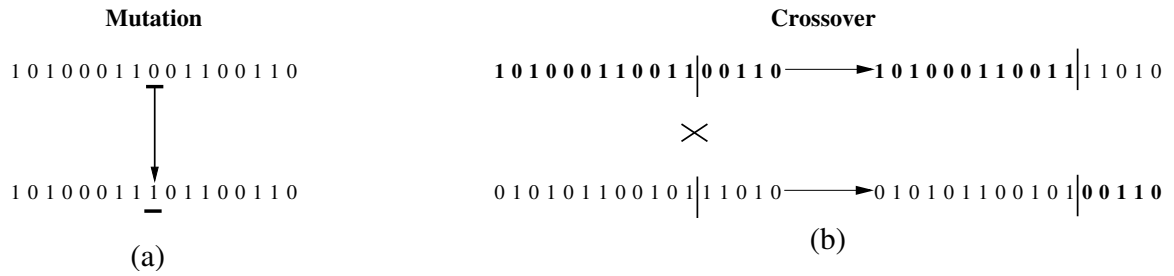 Mutation
Crossover
1 0 1 0 0 0 1 1 0 0 1 1 0 0 1 1 0
1 0 1 0 0 0 1 1 0 0 1 1 0 0 1 1 0
1 0 1 0 0 0 1 1 0 0 1 1 1 1 0 1 0
1 0 1 0 0 0 1 1 1 0 1 1 0 0 1 1 0
0 1 0 1 0 1 1 0 0 1 0 1 1 1 0 1 0
0 1 0 1 0 1 1 0 0 1 0 1 0 0 1 1 0
(a)
(b)